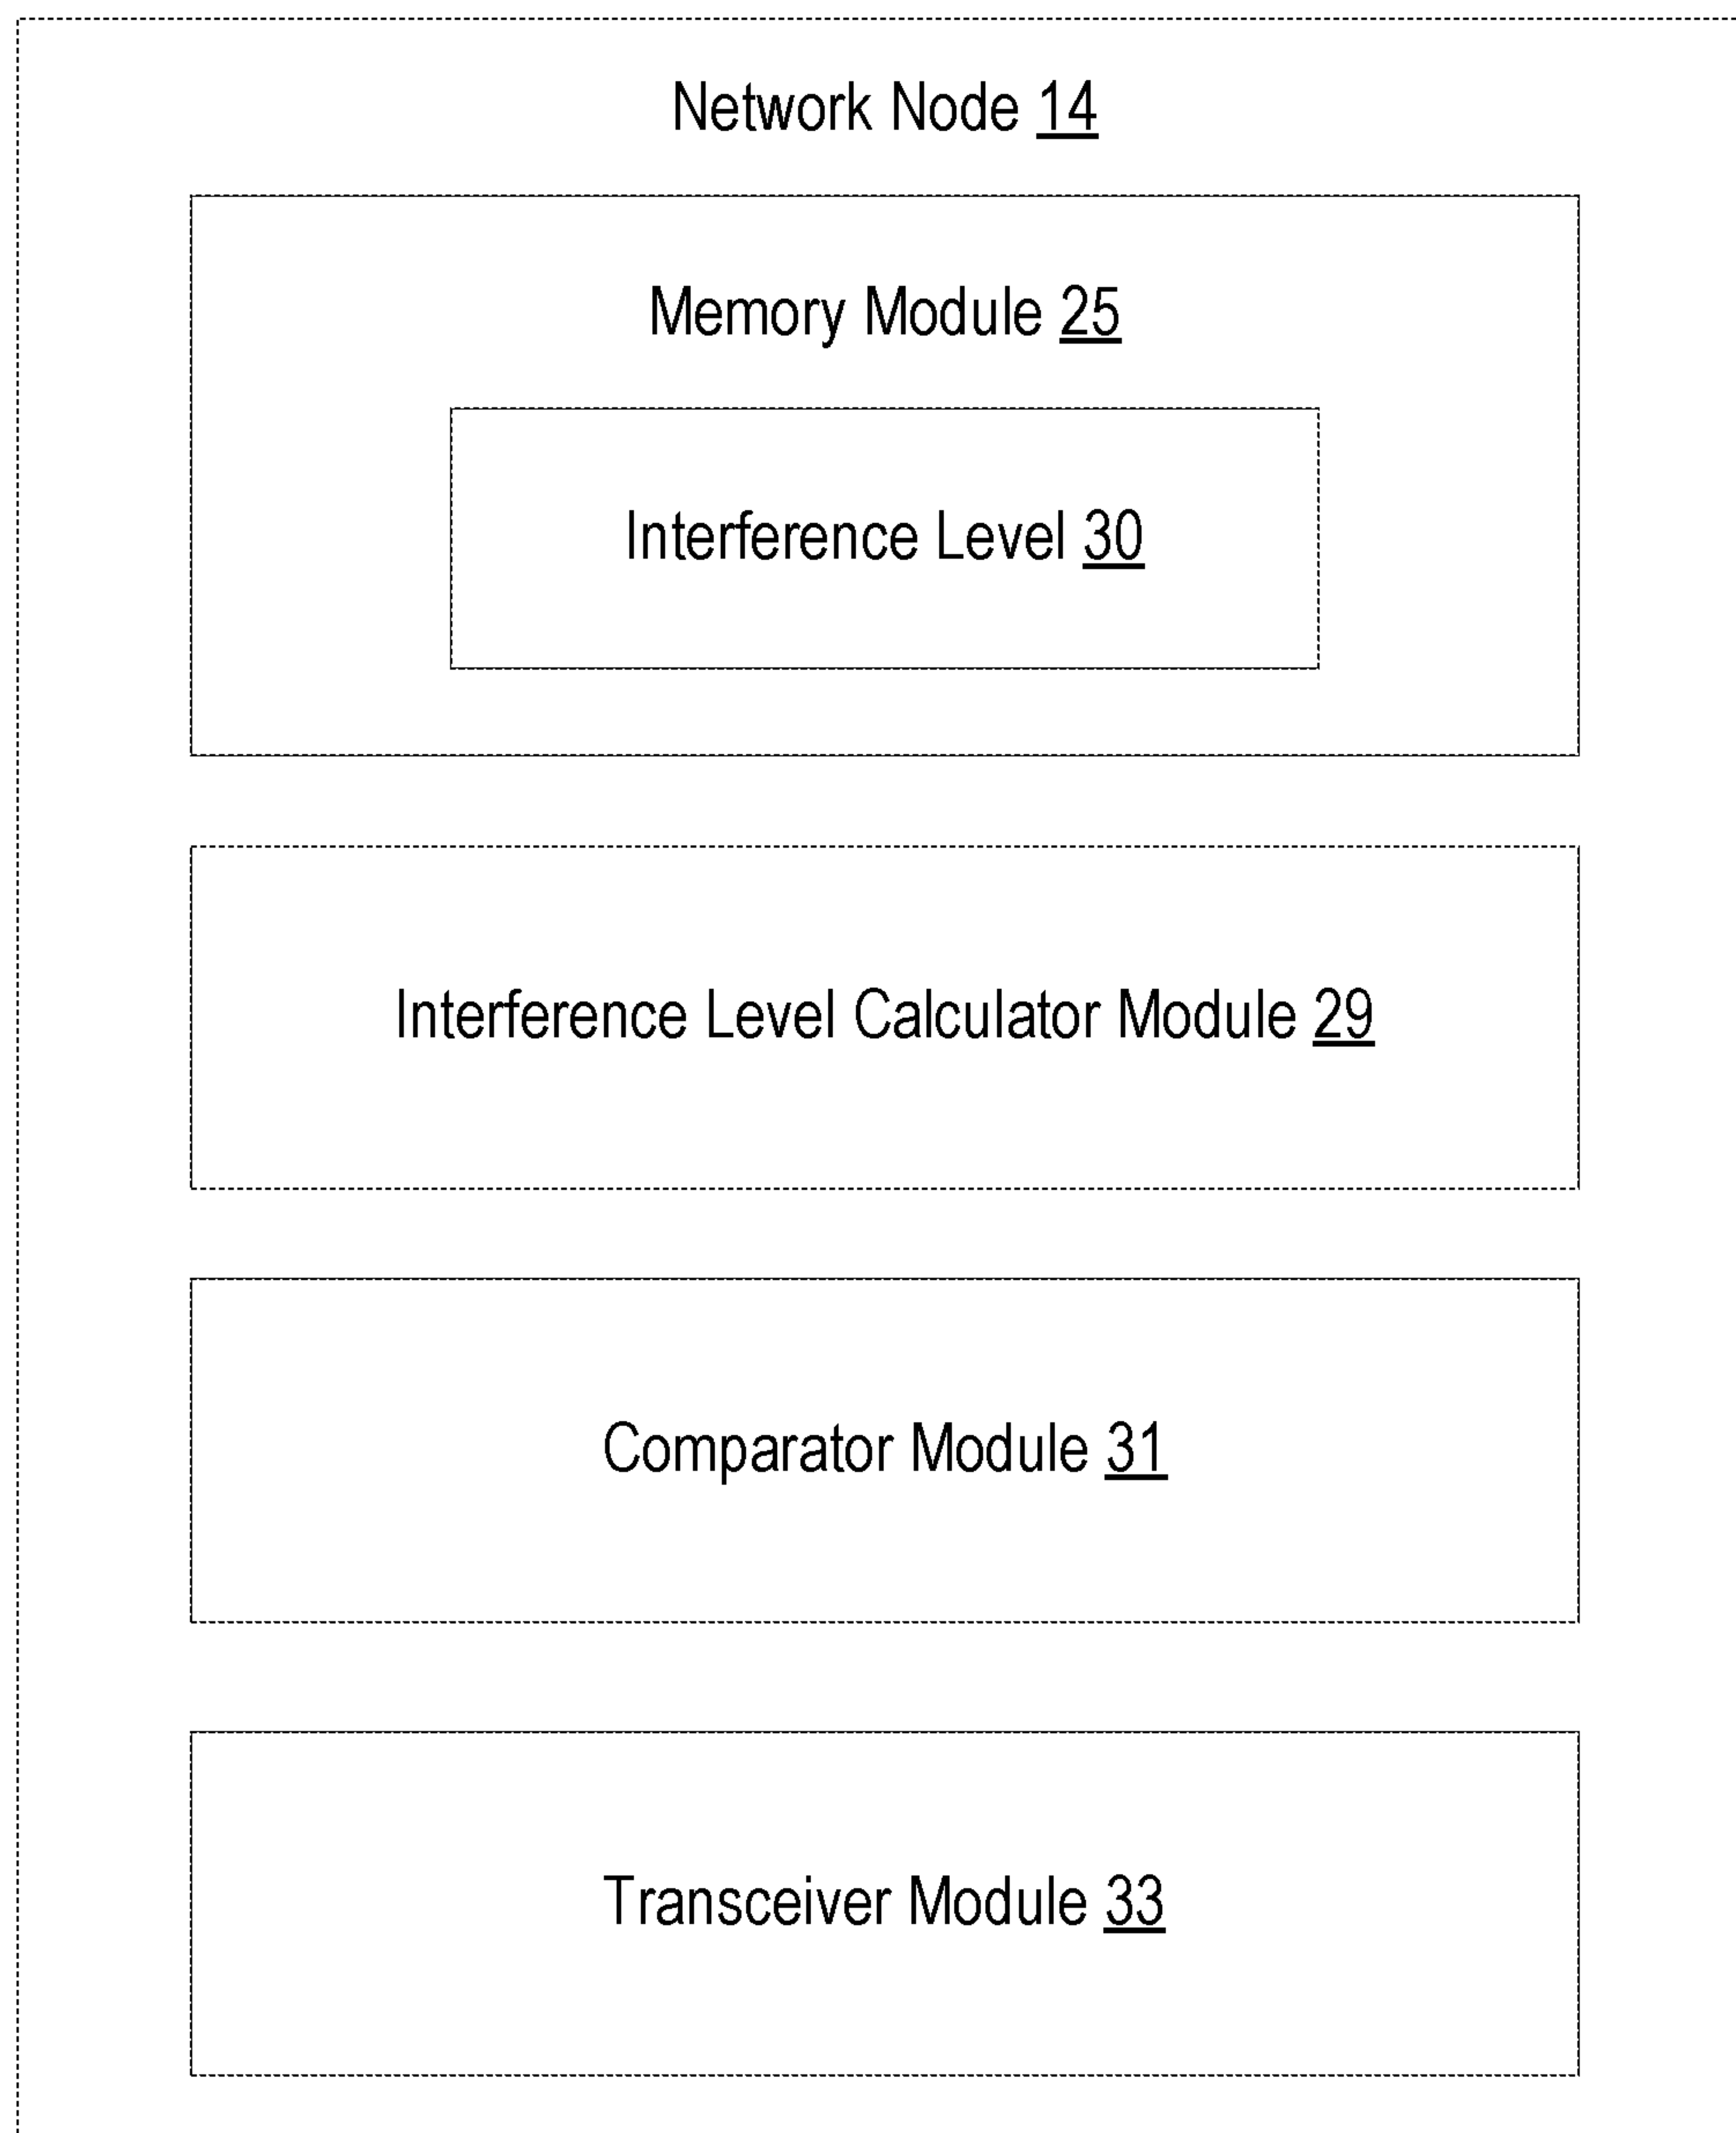 Network Node 14
Memory Module 25
Interference Level 30
Interference Level Calculator Module 29
Comparator Module 31
Transceiver Module 33